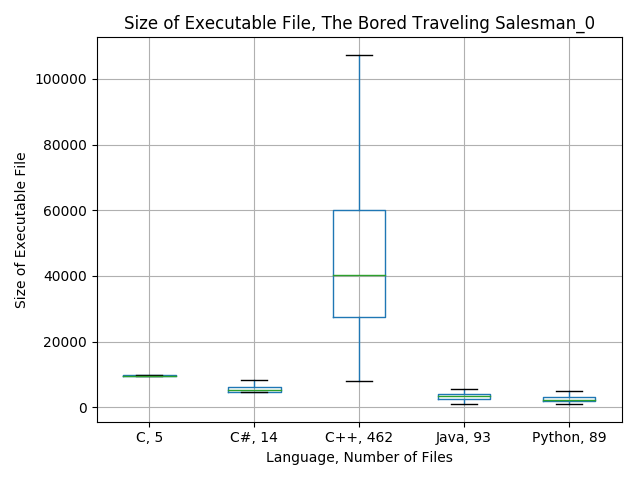 Size of Executable File, The Bored Traveling Salesman_0
Size of Executable File
100000
80000
60000
40000
20000
0
C, 5
C#, 14
C++, 462
Java, 93
Python, 89
Language, Number of Files